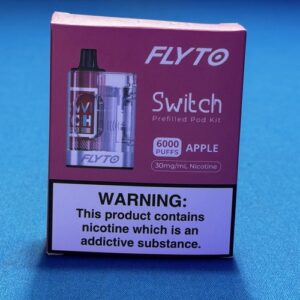 FLYTO
Switch
Prefilled Pod Kit
6000
PUFFS
APPLE
30mg/mL Nicotine
FLYTO
WARNING:
This product contains
nicotine which is an
addictive substance.